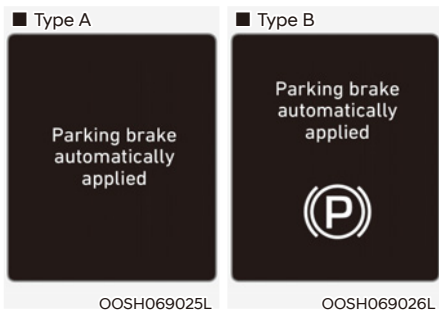 ■ Type A
Parking brake
automatically
applied
OOSH069025L
■ Type B
Parking brake
automatically
applied
P
OOSH069026L